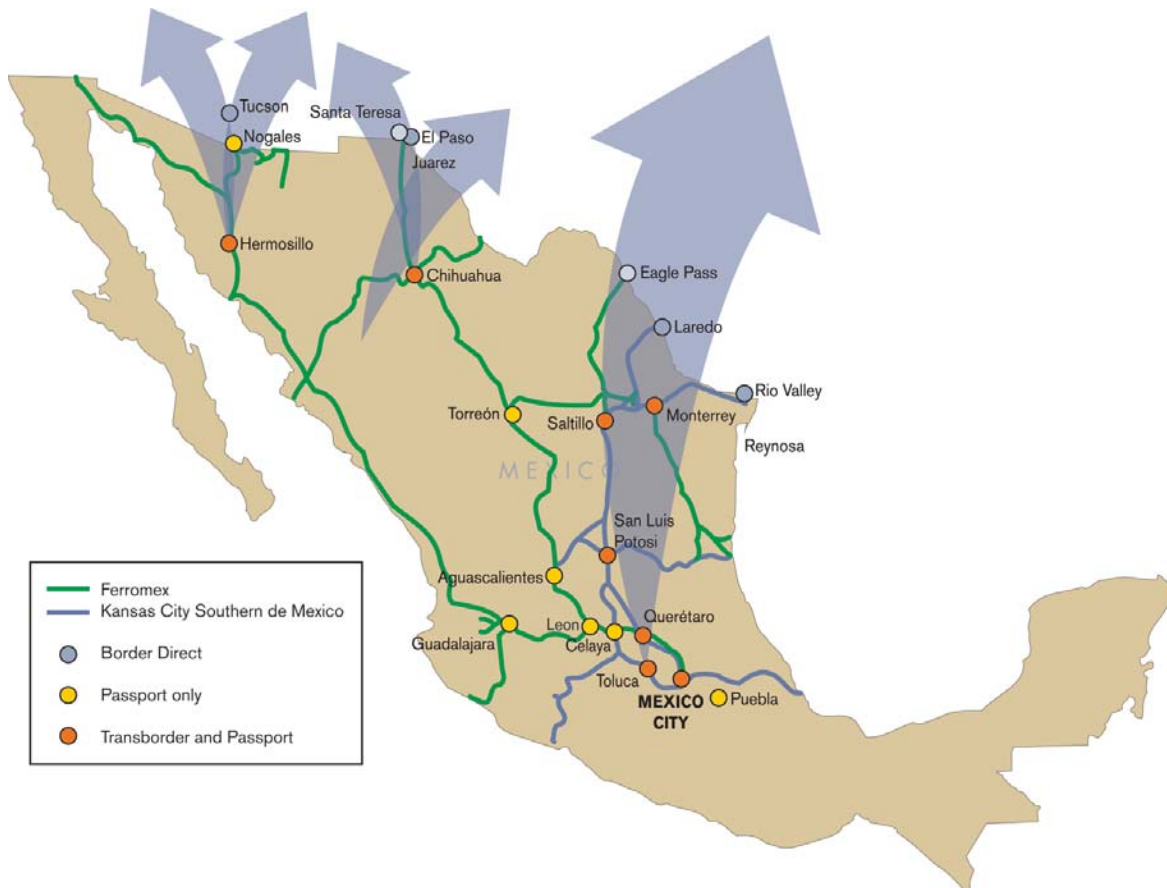 Tucson
Nogales
Santa Teresa
El Paso
Juarez
Hermosillo
Chihuahua
Eagle Pass
Laredo
Rio Valley
Torreón
Saltillo
Monterrey
Reynosa
MEXICO
San Luis
Potosi
Aguascalientes
Leon
Querétaro
Guadalajara
Celaya
Toluca
MEXICO
CITY
Puebla
Ferromex
Kansas City Southern de Mexico
Border Direct
Passport only
Transborder and Passport